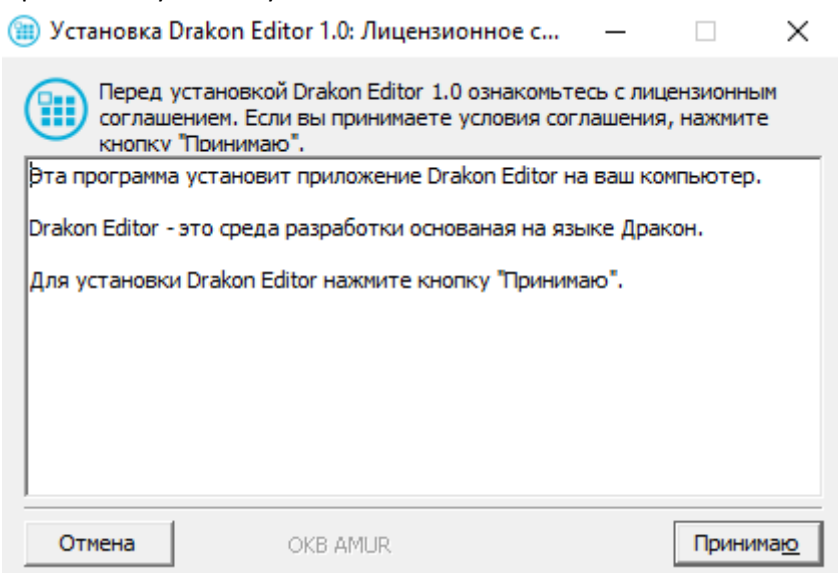 Установка Drakon Editor 1.0: Лицензионное с...
Перед установкой Drakon Editor 1.0 ознакомьтесь с лицензионным
соглашением. Если вы принимаете условия соглашения, нажмите
кнопку "Принимаю".
Эта программа установит приложение Drakon Editor на ваш компьютер.
Drakon Editor - это среда разработки основаная на языке Дракон.
Для установки Drakon Editor нажмите кнопку "Принимаю".
Отмена
OKB AMUR
Принимаю